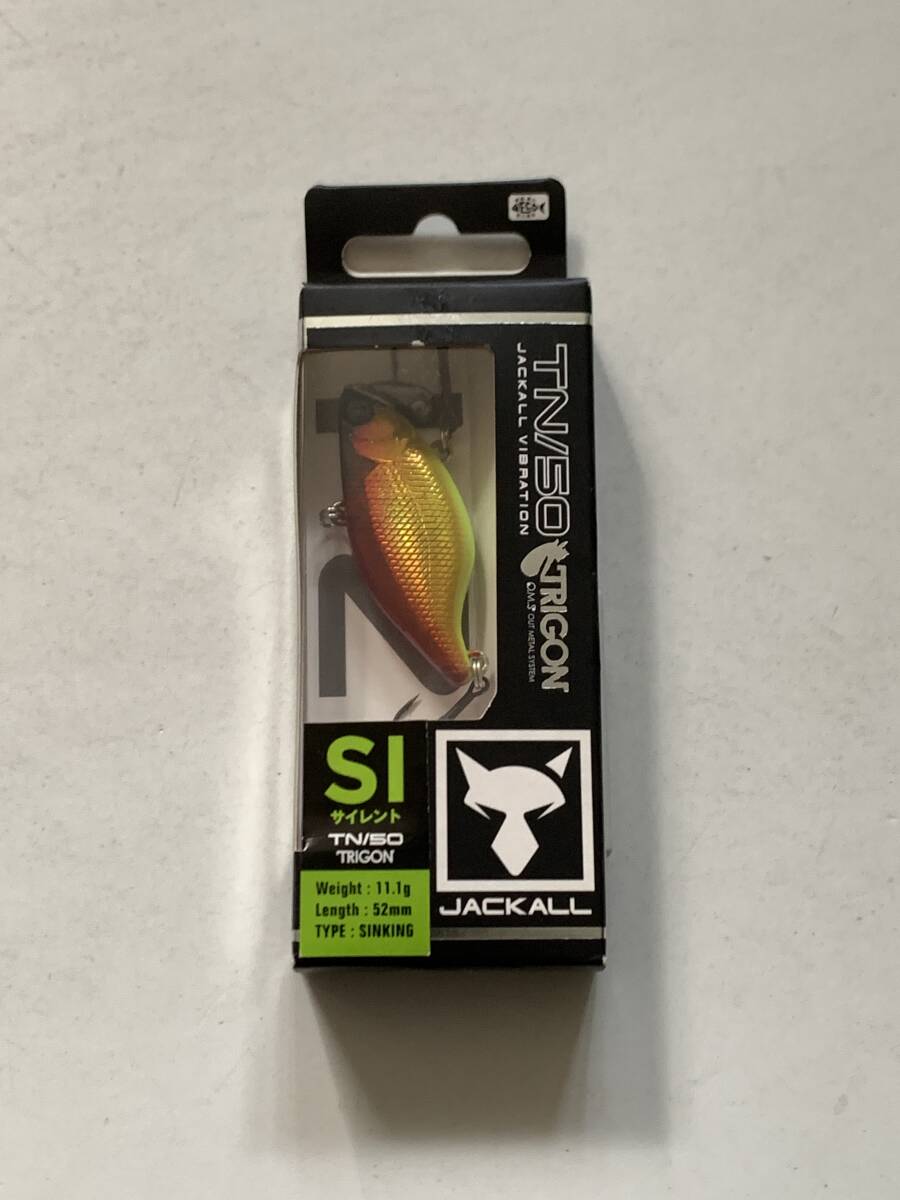 TN/50
JACKALL VIBRATION
TRIGON
O.M.S OUT METAL SYSTEM
SI
サイレント
TN/50
TRIGON
Weight : 11.1g
Length : 52mm
TYPE : SINKING
JACKALL